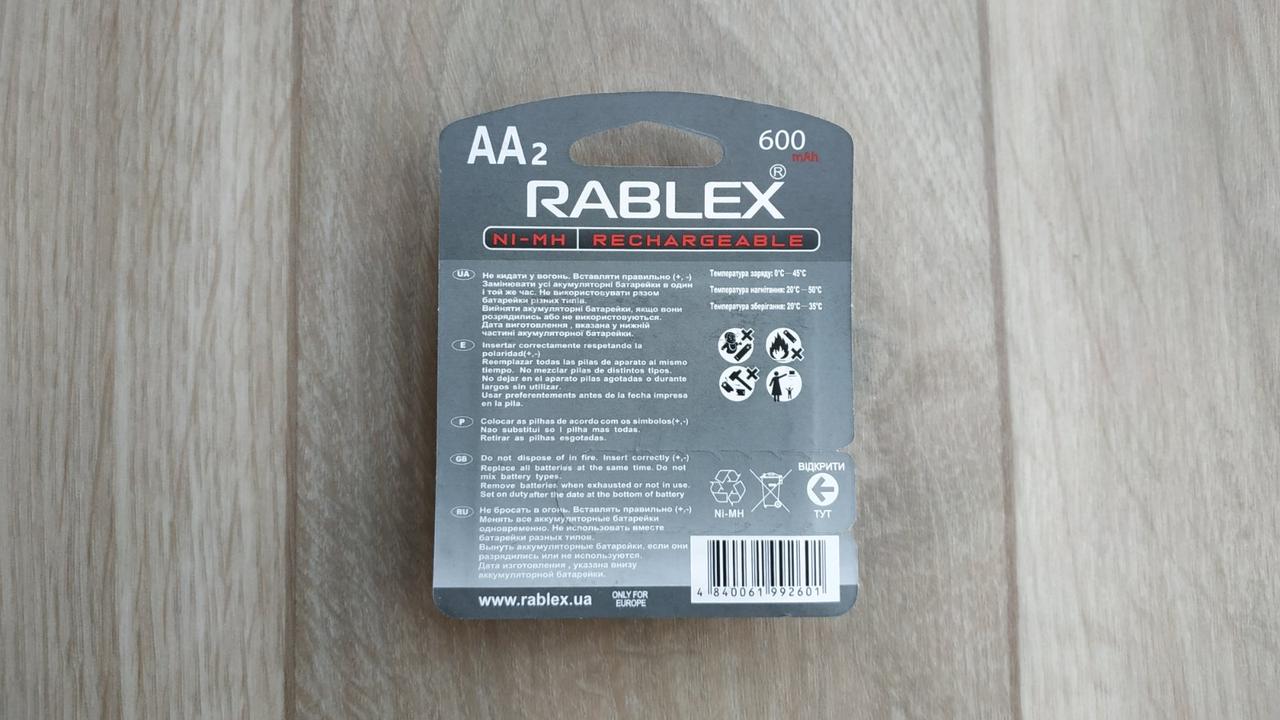 AA2
600
mAh
RABLEX®
NI-MH RECHARGEABLE
UA
Не кидати у вогонь. Вставляти правильно (+, -)
Замінювати усі акумуляторні батарейки в один
і той же час. Не використовувати разом
батарейки різних типів.
Вийняти акумуляторні батарейки, якщо вони
розрядились або не використовуються.
Дата виготовлення , вказана у нижній
частині акумуляторної батарейки.
Температура заряду: 0°C — 45°C
Температура нагнітання: 20°C — 50°C
Температура зберігання: 20°C — 35°C
E
Insertar correctamente respetando la
polaridad(+,-)
Reemplazar todas las pilas de aparato al mismo
tiempo. No mezclar pilas de distintos tipos.
No dejar en el aparato pilas agotadas o durante
largos sin utilizar.
Usar preferentemente antes de la fecha impresa
en la pila.
P
Colocar as pilhas de acordo com os simbolos(+,-)
Nao substitui so l pilha mas todas.
Retirar as pilhas esgotadas.
GB
Do not dispose of in fire. Insert correctly (+,-)
Replace all batteries at the same time. Do not
mix battery types.
Remove batteries when exhausted or not in use.
Set on duty after the date at the bottom of battery
RU
Не бросать в огонь. Вставлять правильно (+,-)
Менять все аккумуляторные батарейки
одновременно. Не использовать вместе
батарейки разных типов.
Вынуть аккумуляторные батарейки, если они
разрядились или не используются.
Дата изготовления , указана внизу
аккумуляторной батарейки.
Ni-MH
ВІДКРИТИ
ТУТ
4 840061 992601
www.rablex.ua
ONLY FOR
EUROPE